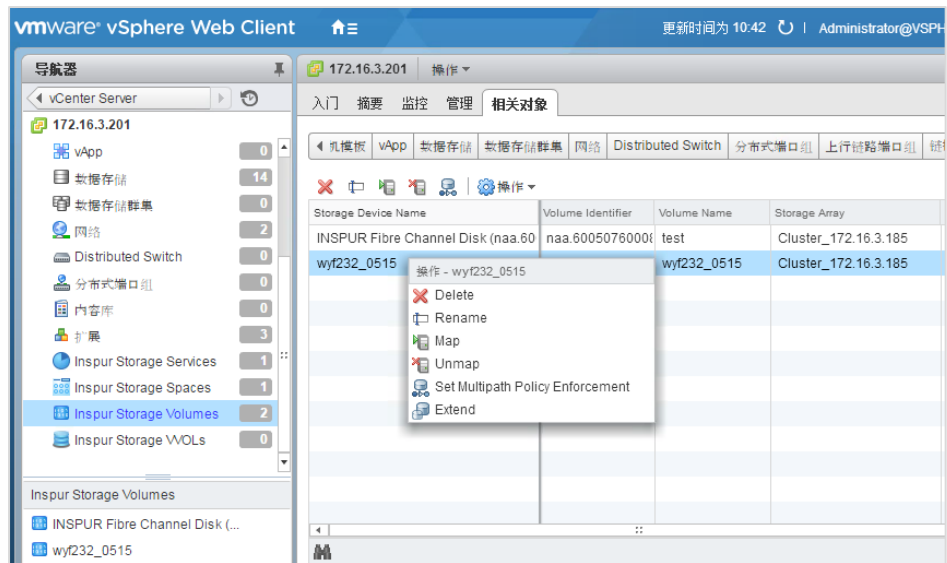 vmware® vSphere Web Client
更新时间为 10:42
Administrator@VSPH
导航器
172.16.3.201
操作
vCenter Server
入门 摘要 监控 管理 相关对象
172.16.3.201
vApp 0
机模板 vApp 数据存储 数据存储群集 网络 Distributed Switch 分布式端口组 上行链路端口组
数据存储 14
操作
数据存储群集 0
Storage Device Name Volume Identifier Volume Name Storage Array
网络 2
INSPUR Fibre Channel Disk (naa.60 naa.60050760008 test Cluster_172.16.3.185
Distributed Switch 0
wyf232_0515 wyf232_0515 Cluster_172.16.3.185
操作 - wyf232_0515
分布式端口组 0
Delete
内容库 0
Rename
扩展 3
Map
Inspur Storage Services 1
Unmap
Inspur Storage Spaces 1
Set Multipath Policy Enforcement
Inspur Storage Volumes 2
Extend
Inspur Storage VVOLs 0
Inspur Storage Volumes
INSPUR Fibre Channel Disk (...
wyf232_0515